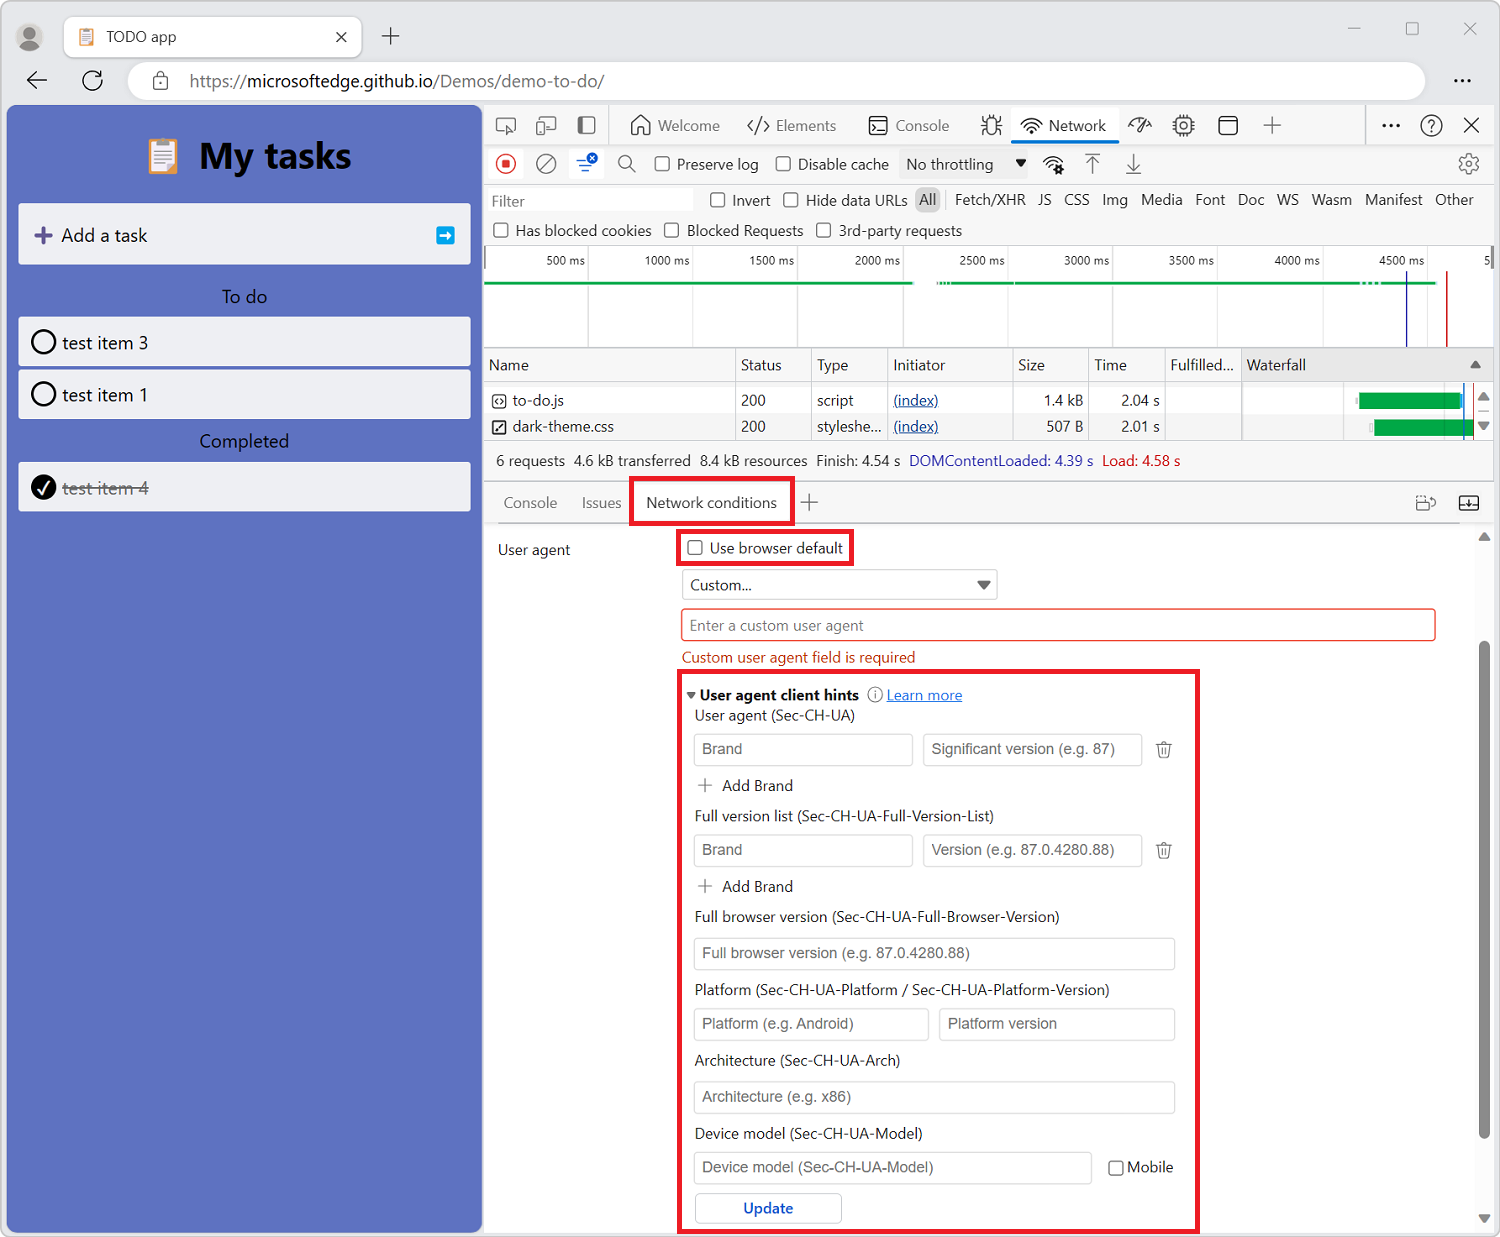 TODO app
https://microsoftedge.github.io/Demos/demo-to-do/
My tasks
Add a task
To do
test item 3
test item 1
Completed
test item 4
Welcome Elements Console Network
Preserve log Disable cache No throttling
Filter Invert Hide data URLs All Fetch/XHR JS CSS Img Media Font Doc WS Wasm Manifest Other
Has blocked cookies Blocked Requests 3rd-party requests
500 ms 1000 ms 1500 ms 2000 ms 2500 ms 3000 ms 3500 ms 4000 ms 4500 ms 5
Name Status Type Initiator Size Time Fulfilled... Waterfall
to-do.js 200 script (index) 1.4 kB 2.04 s
dark-theme.css 200 styleshe... (index) 507 B 2.01 s
6 requests 4.6 kB transferred 8.4 kB resources Finish: 4.54 s DOMContentLoaded: 4.39 s Load: 4.58 s
Console Issues Network conditions
User agent Use browser default
Custom...
Enter a custom user agent
Custom user agent field is required
User agent client hints Learn more
User agent (Sec-CH-UA)
Brand Significant version (e.g. 87)
Add Brand
Full version list (Sec-CH-UA-Full-Version-List)
Brand Version (e.g. 87.0.4280.88)
Add Brand
Full browser version (Sec-CH-UA-Full-Browser-Version)
Full browser version (e.g. 87.0.4280.88)
Platform (Sec-CH-UA-Platform / Sec-CH-UA-Platform-Version)
Platform (e.g. Android) Platform version
Architecture (Sec-CH-UA-Arch)
Architecture (e.g. x86)
Device model (Sec-CH-UA-Model)
Device model (Sec-CH-UA-Model) Mobile
Update